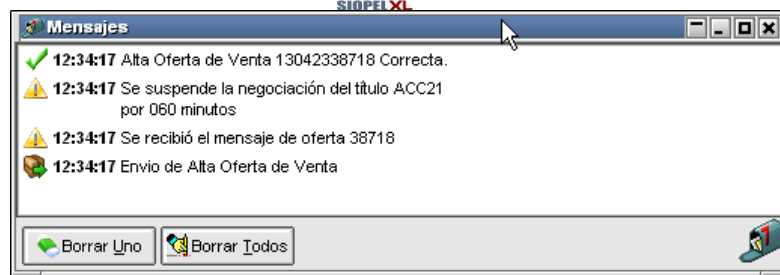 SIOPELXL
Mensajes
12:34:17 Alta Oferta de Venta 13042338718 Correcta.
12:34:17 Se suspende la negociación del título ACC21
por 060 minutos
12:34:17 Se recibió el mensaje de oferta 38718
12:34:17 Envio de Alta Oferta de Venta
Borrar Uno Borrar Todos